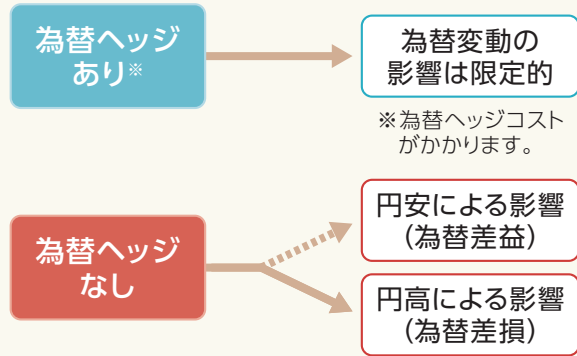 為替ヘッジ
あり※
為替変動の
影響は限定的
※為替ヘッジコスト
がかかります。
為替ヘッジ
なし
円安による影響
(為替差益)
円高による影響
(為替差損)